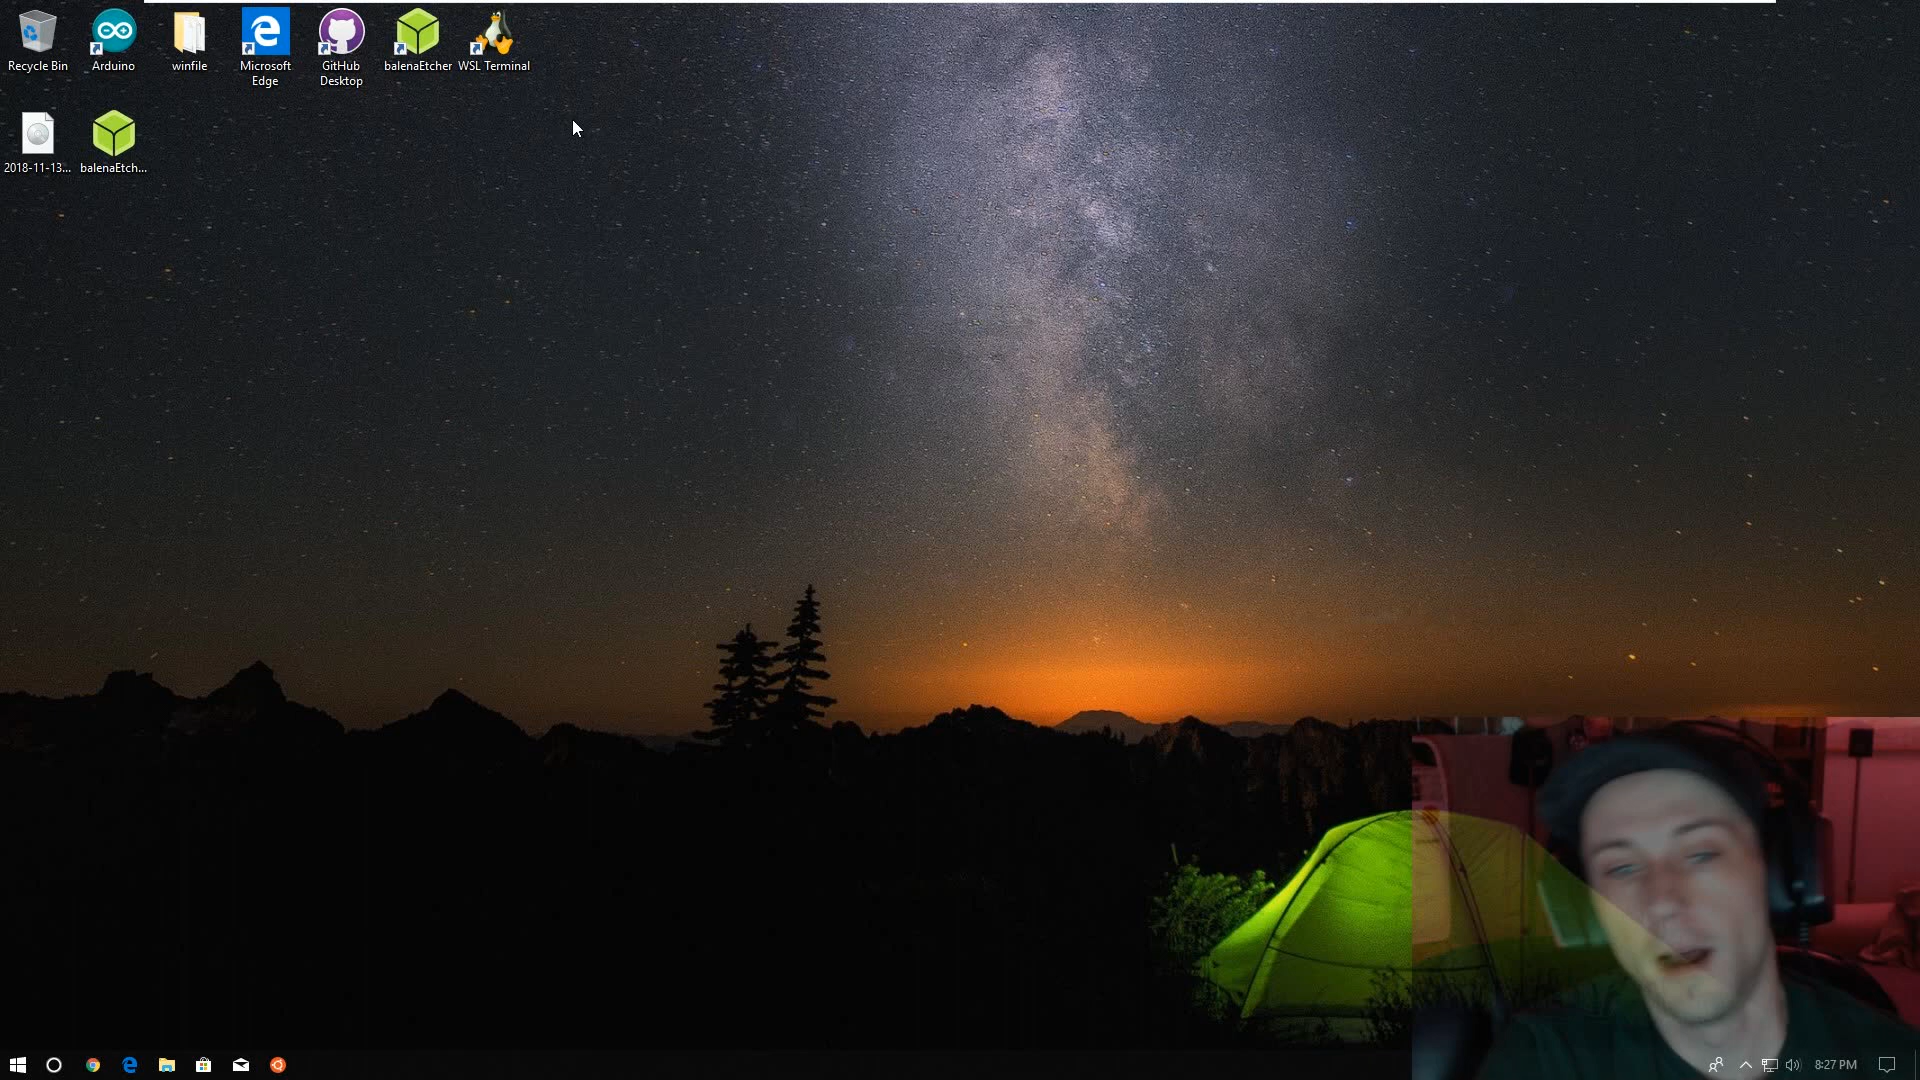 Recycle Bin
Arduino
winfile
Microsoft Edge
GitHub Desktop
balenaEtcher
WSL Terminal
2018-11-13...
balenaEtch...
8:27 PM